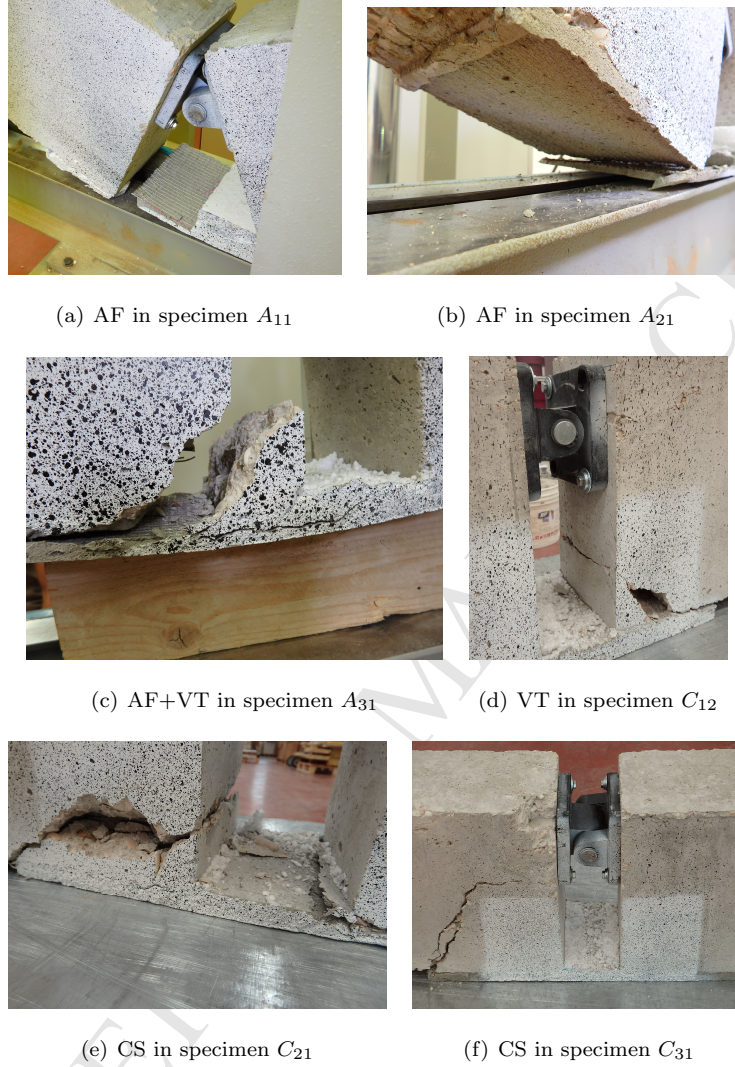 (a) AF in specimen A₁₁
(b) AF in specimen A₂₁
(c) AF+VT in specimen A₃₁
(d) VT in specimen C₁₂
(e) CS in specimen C₂₁
(f) CS in specimen C₃₁